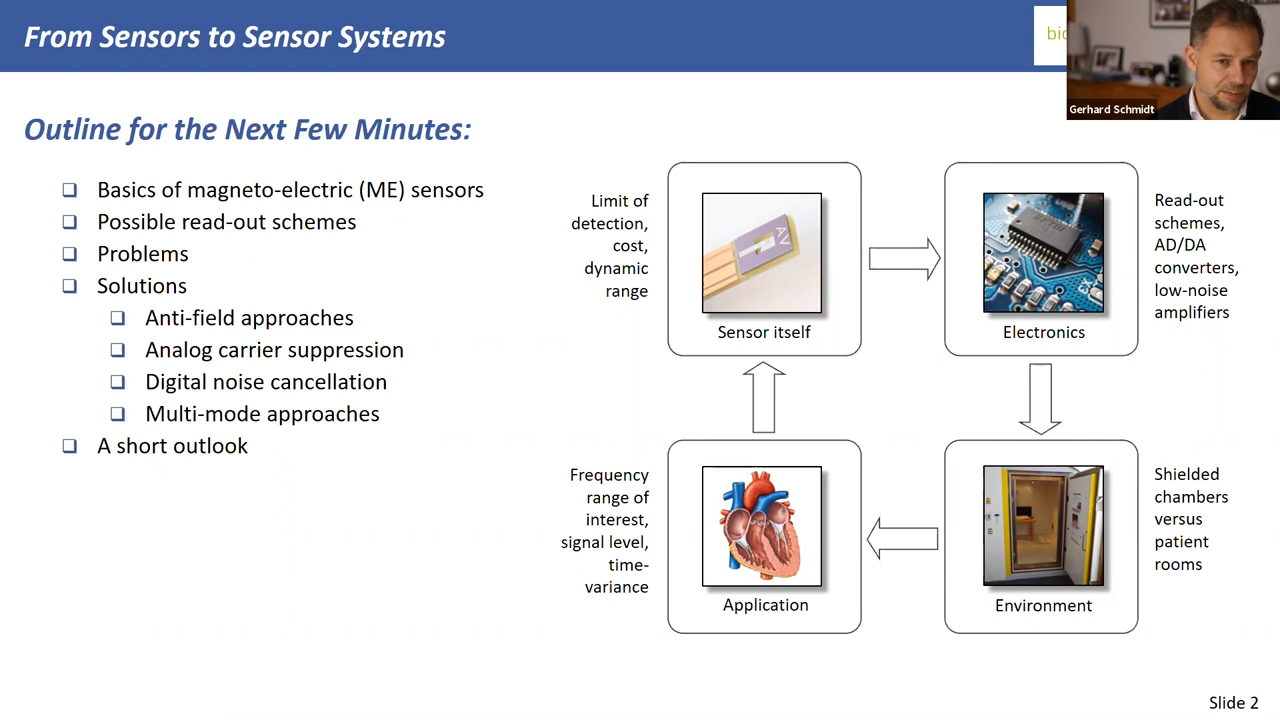 From Sensors to Sensor Systems
Gerhard Schmidt
Outline for the Next Few Minutes:
Basics of magneto-electric (ME) sensors
Possible read-out schemes
Problems
Solutions
Anti-field approaches
Analog carrier suppression
Digital noise cancellation
Multi-mode approaches
A short outlook
Limit of
detection,
cost,
dynamic
range
AV
Sensor itself
Electronics
Read-out
schemes,
AD/DA
converters,
low-noise
amplifiers
Frequency
range of
interest,
signal level,
time-
variance
Application
Environment
Shielded
chambers
versus
patient
rooms
Slide 2